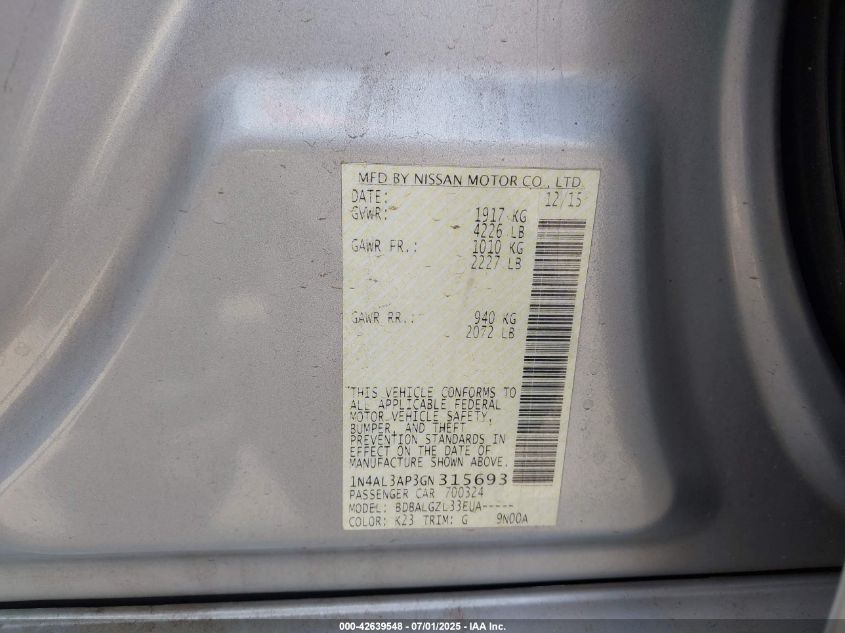 MFD BY NISSAN MOTOR CO., LTD
DATE: 12/15
GVWR: 1917 KG
4226 LB
GAWR FR.: 1010 KG
2227 LB
GAWR RR.: 940 KG
2072 LB
THIS VEHICLE CONFORMS TO
ALL APPLICABLE FEDERAL
MOTOR VEHICLE SAFETY,
BUMPER, AND THEFT
PREVENTION STANDARDS IN
EFFECT ON THE DATE OF
MANUFACTURE SHOWN ABOVE.
1N4AL3AP3GN315693
PASSENGER CAR 700324
MODEL: BDBALGZL33EUA-----
COLOR: K23 TRIM: G 9N00A
000-42639548 - 07/01/2025 - IAA Inc.